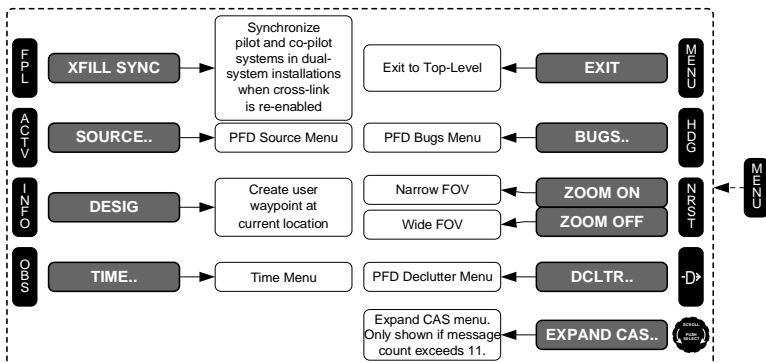 FPL
XFILL SYNC
Synchronize
pilot and co-pilot
systems in dual-
system installations
when cross-link
is re-enabled
Exit to Top-Level
EXIT
MENU
ACTV
SOURCE..
PFD Source Menu
PFD Bugs Menu
BUGS..
HDG
INFO
DESIG
Create user
waypoint at
current location
Narrow FOV
ZOOM ON
Wide FOV
ZOOM OFF
NRST
MENU
OBS
TIME..
Time Menu
PFD Declutter Menu
DCLTR..
-D→
Expand CAS menu.
Only shown if message
count exceeds 11.
EXPAND CAS..
SCROLL
PUSH
SELECT